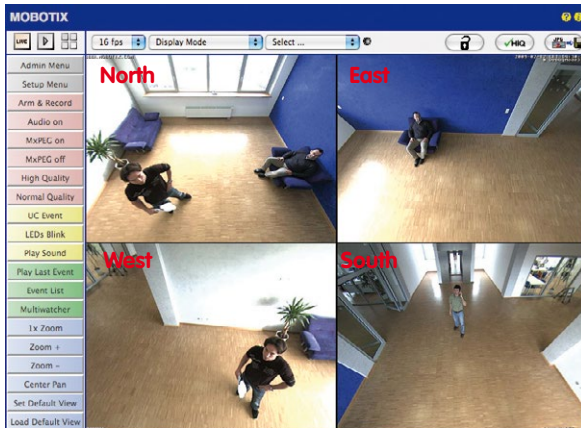 MOBOTIX
LIVE
16 fps
Display Mode
Select ...
HIQ
Admin Menu
Setup Menu
Arm & Record
Audio on
MxPEG on
MxPEG off
High Quality
Normal Quality
UC Event
LEDs Blink
Play Sound
Play Last Event
Event List
Multiwatcher
1x Zoom
Zoom +
Zoom -
Center Pan
Set Default View
Load Default View
North
East
West
South